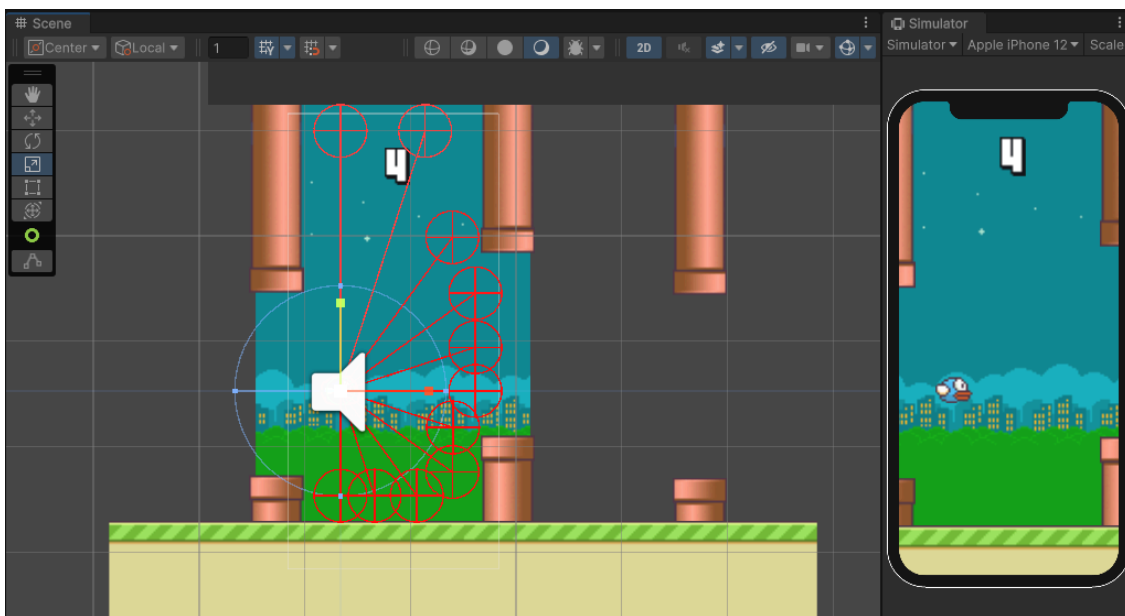 Scene
Simulator
Center
Local
1
2D
Simulator
Apple iPhone 12
Scale
4
4